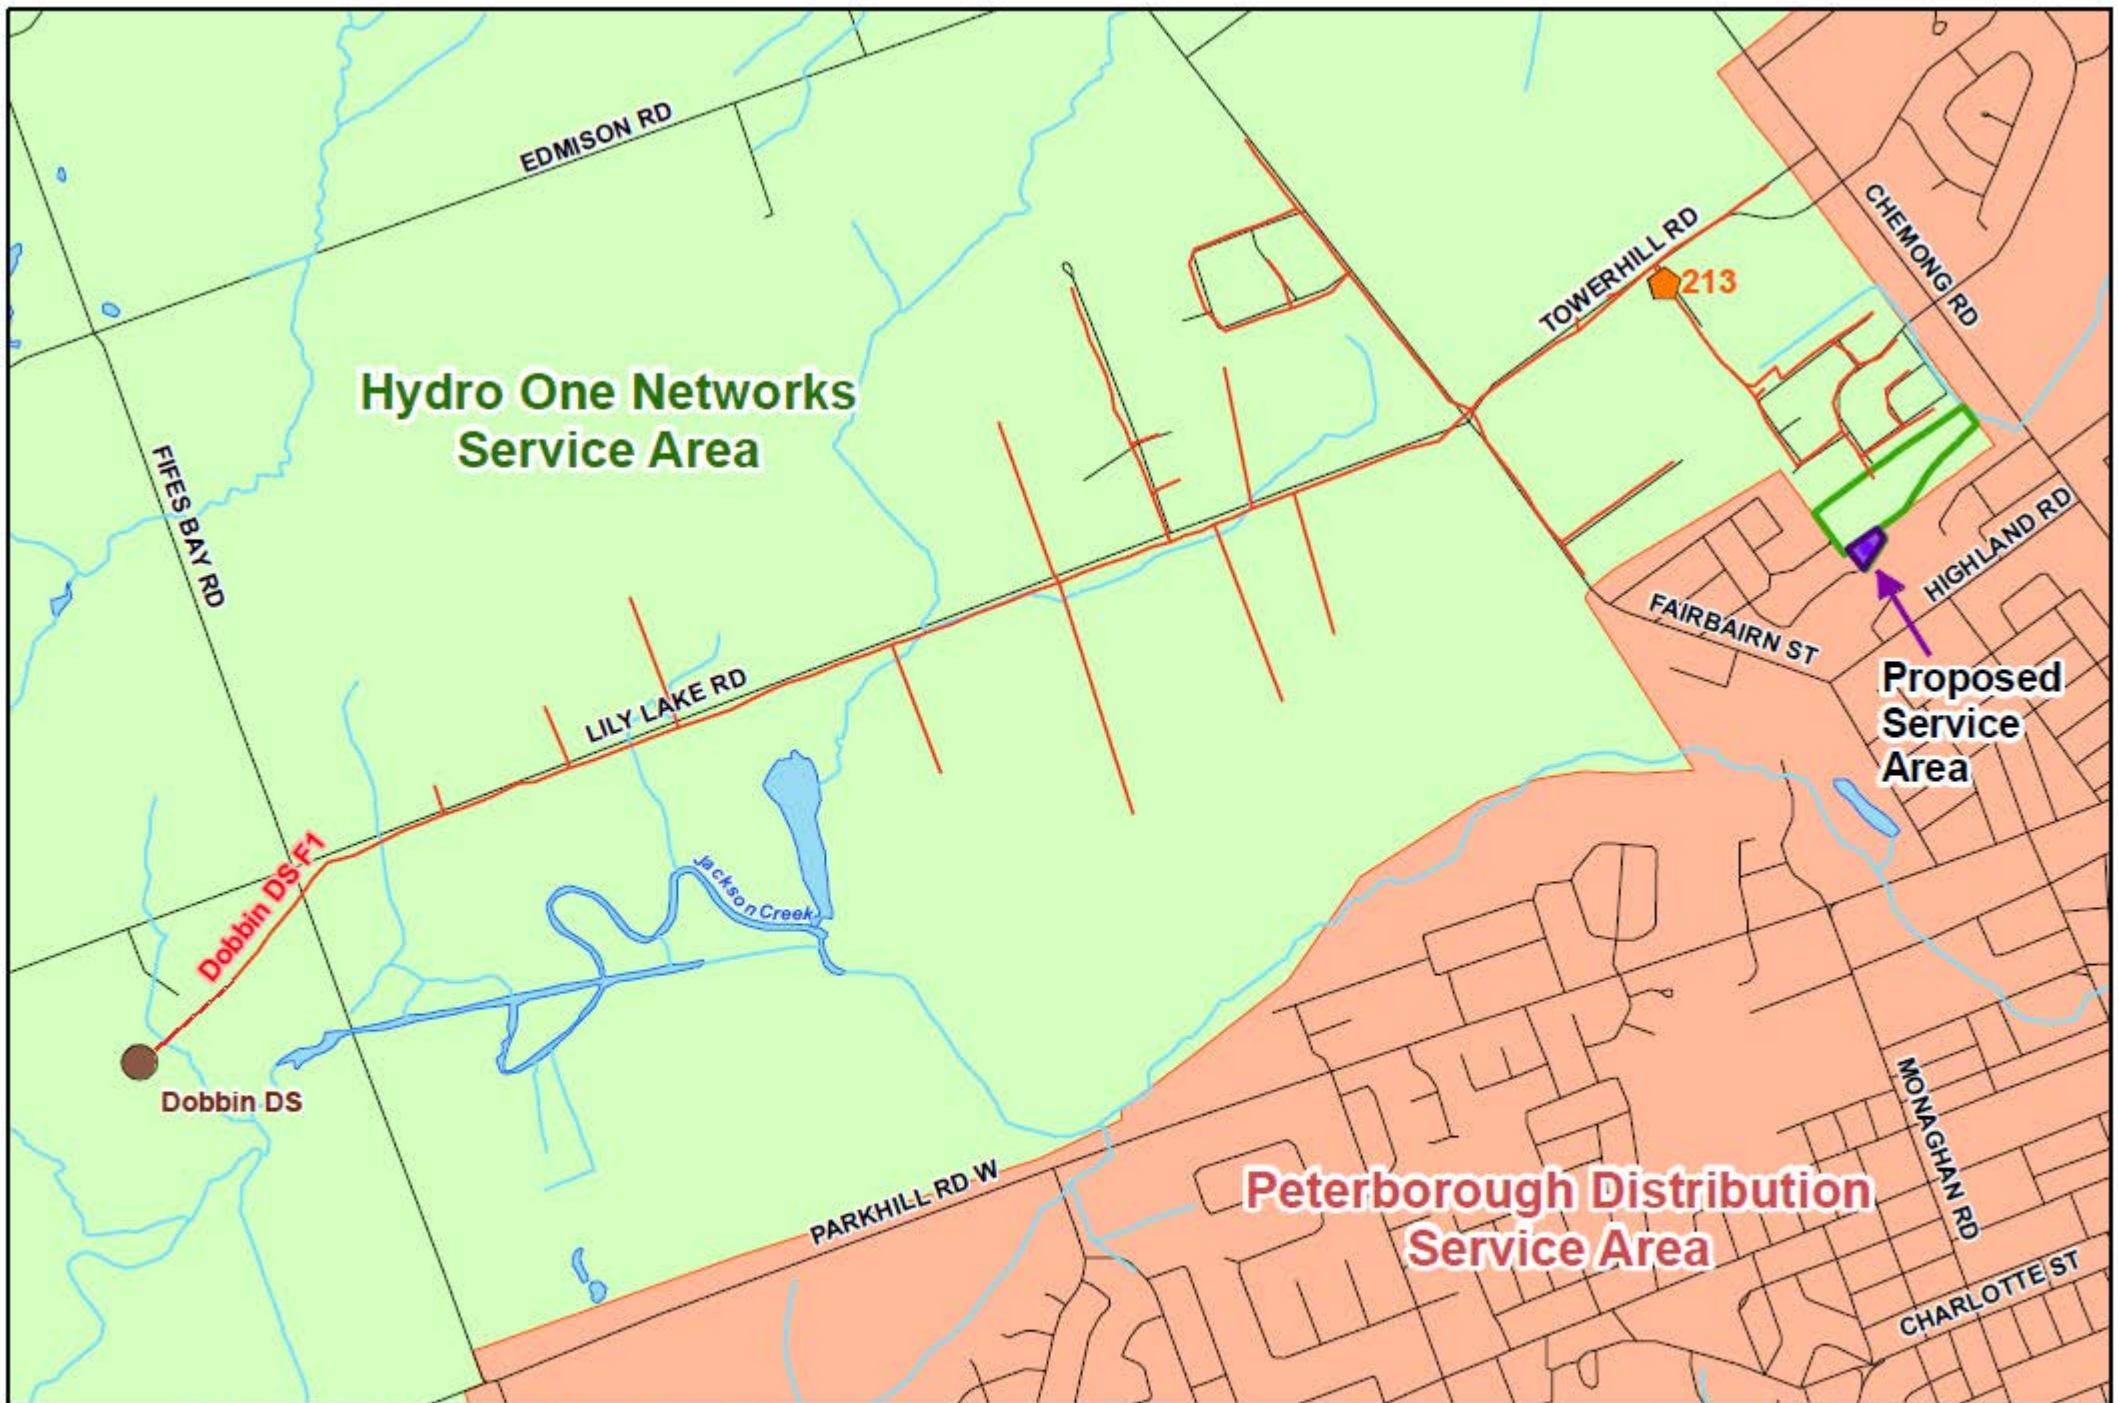 EDMISON RD
CHEMONG RD
TOWERHILL RD
213
Hydro One Networks
Service Area
FIFES BAY RD
HIGHLAND RD
FAIRBAIRN ST
Proposed
Service
Area
LILY LAKE RD
Dobbin DS-F1
Jackson Creek
Dobbin DS
MONAGHAN RD
PARKHILL RD W
Peterborough Distribution
Service Area
CHARLOTTE ST